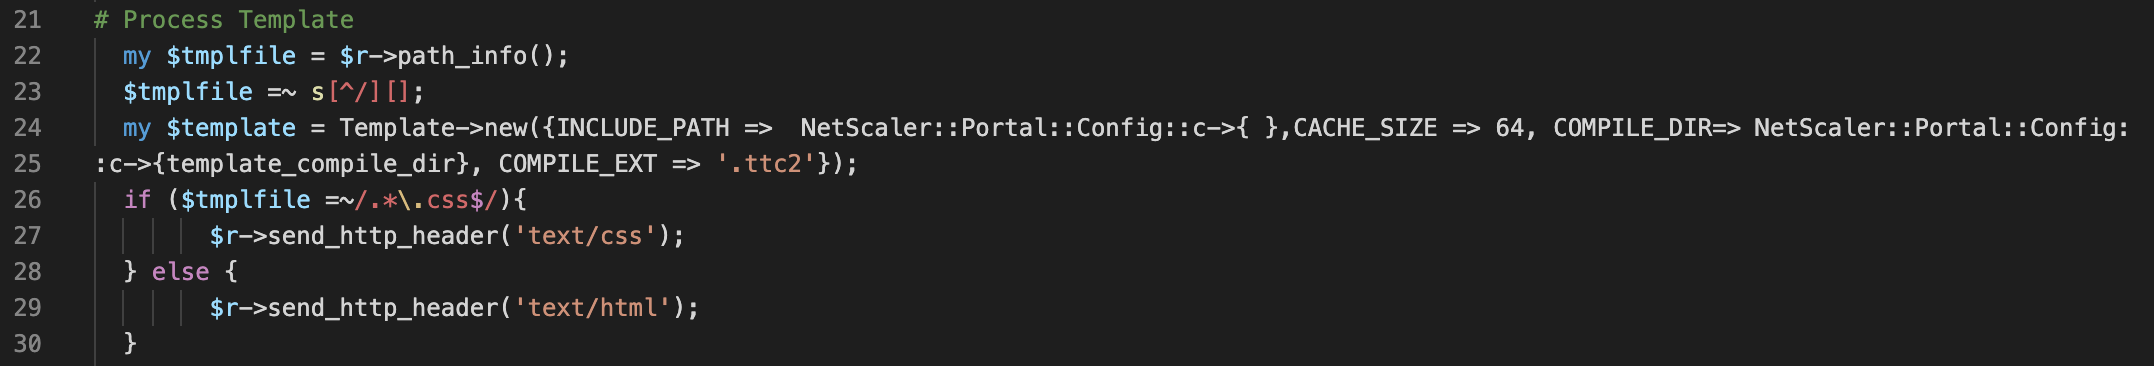 21 # Process Template
22 my $tmplfile = $r->path_info();
23 $tmplfile =~ s[^/][];
24 my $template = Template->new({INCLUDE_PATH =>  NetScaler::Portal::Config::c->{ },CACHE_SIZE => 64, COMPILE_DIR=> NetScaler::Portal::Config:
25 :c->{template_compile_dir}, COMPILE_EXT => '.ttc2'});
26 if ($tmplfile =~/.*\.css$/){
27 $r->send_http_header('text/css');
28 } else {
29 $r->send_http_header('text/html');
30 }